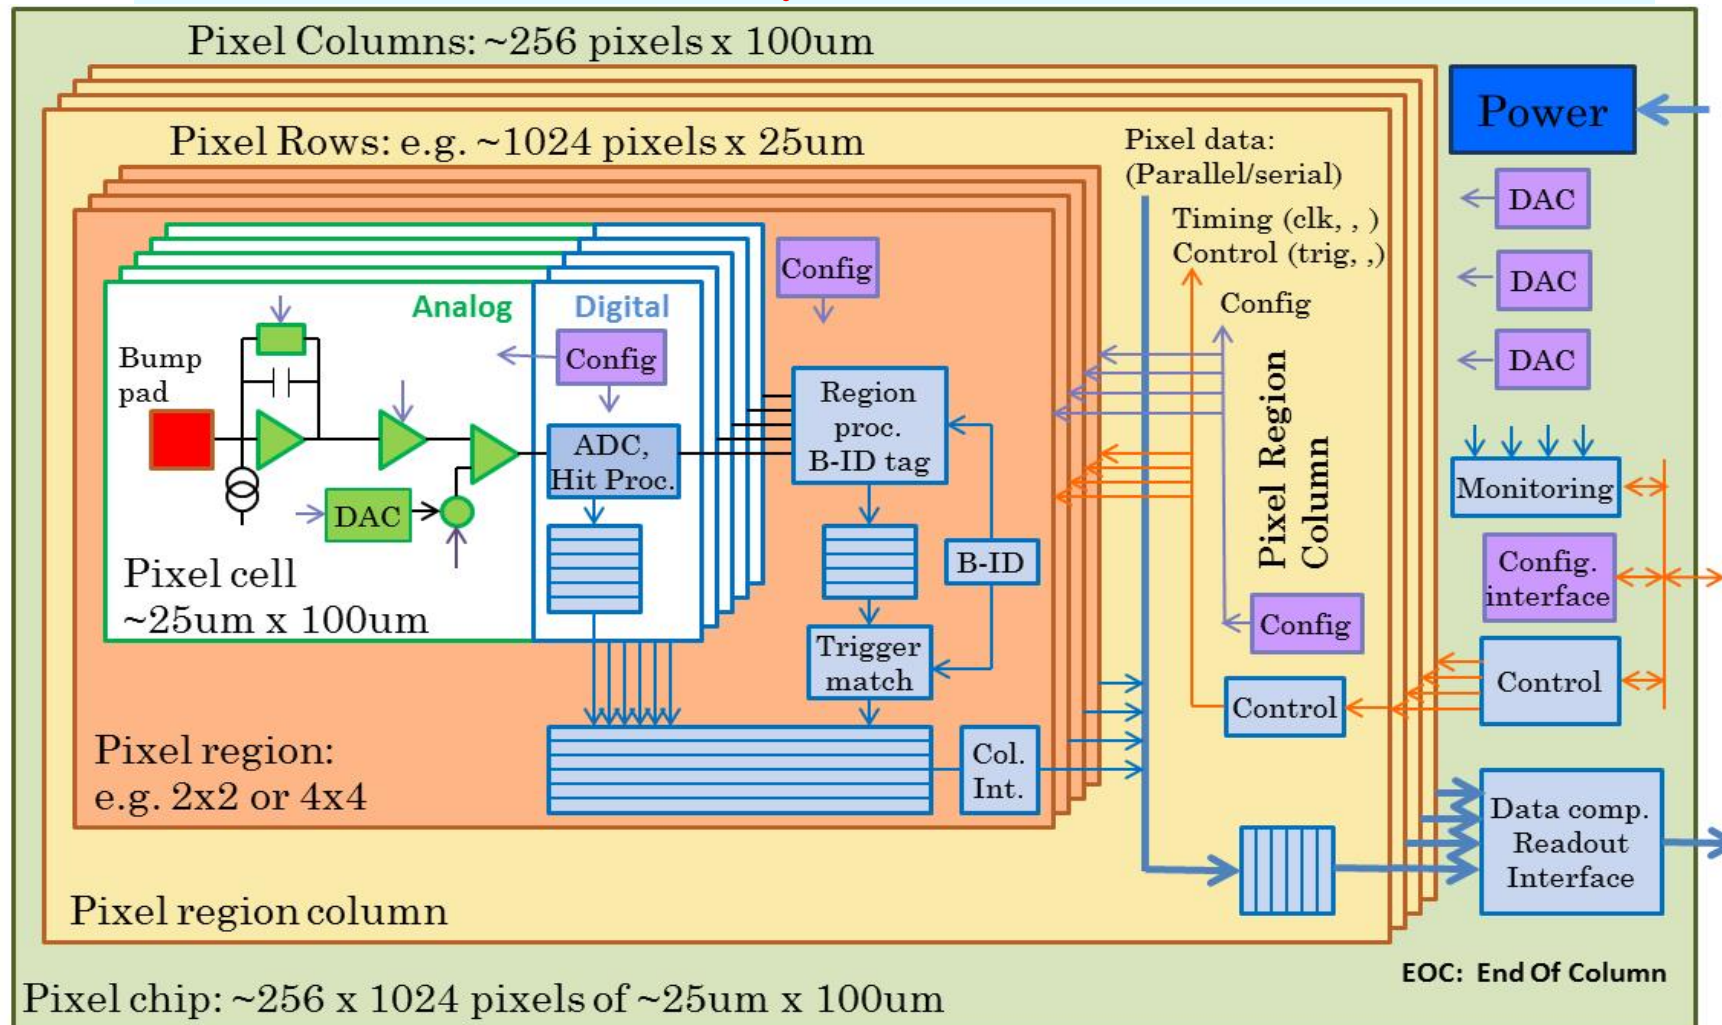 Pixel Columns: ~256 pixels x 100um
Power
Pixel Rows: e.g. ~1024 pixels x 25um
Pixel data:
(Parallel/serial)
DAC
Timing (clk, , )
Control (trig, ,)
Config
DAC
Config
Analog
Digital
Bump
pad
Config
DAC
Region
proc.
B-ID tag
Pixel Region
Column
ADC,
Hit Proc.
Monitoring
DAC
B-ID
Config.
interface
Pixel cell
~25um x 100um
Config
Trigger
match
Control
Control
Pixel region:
e.g. 2x2 or 4x4
Col.
Int.
Data comp.
Readout
Interface
Pixel region column
EOC:  End Of Column
Pixel chip: ~256 x 1024 pixels of ~25um x 100um